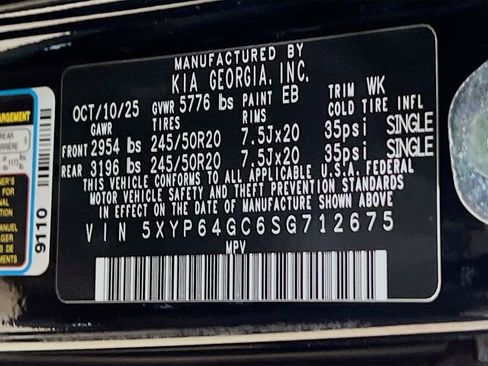 MANUFACTURED BY
KIA GEORGIA, INC.
OCT/10/25 GVWR 5776 lbs PAINT EB TRIM WK
GAWR TIRES RIMS COLD TIRE INFL
FRONT 2954 lbs 245/50R20 7.5Jx20 35psi SINGLE
REAR 3196 lbs 245/50R20 7.5Jx20 35psi SINGLE
THIS VEHICLE CONFORMS TO ALL APPLICABLE U.S.A. FEDERAL
MOTOR VEHICLE SAFETY AND THEFT PREVENTION STANDARDS
IN EFFECT ON THE DATE OF MANUFACTURE SHOWN ABOVE
VIN 5XYP64GC6SG712675
MPV
9110